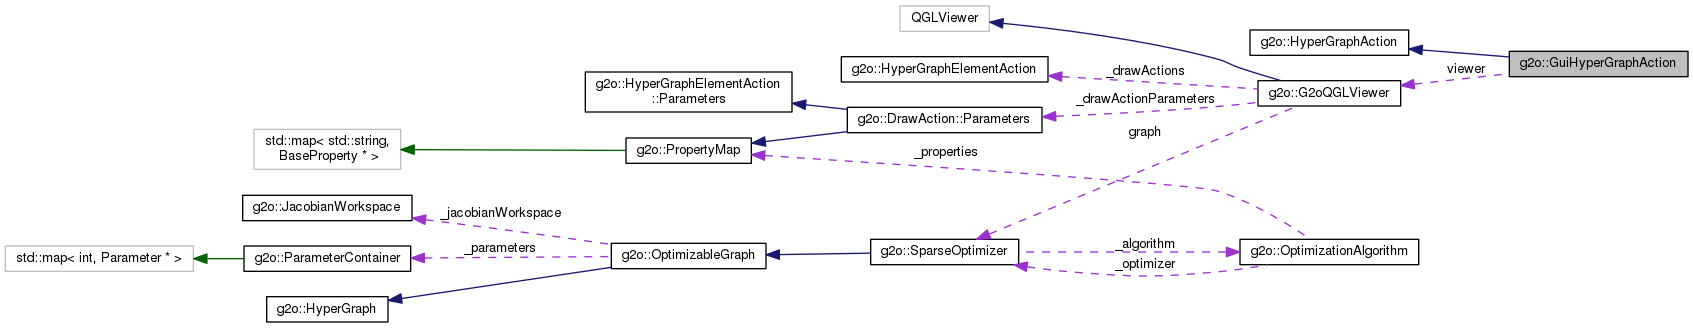 QGLViewer
g2o::HyperGraphAction
g2o::GuiHyperGraphAction
g2o::HyperGraphElementAction
_drawActions
viewer
g2o::HyperGraphElementAction
::Parameters
g2o::G2oQGLViewer
_drawActionParameters
g2o::DrawAction::Parameters
graph
std::map< std::string,
BaseProperty * >
g2o::PropertyMap
_properties
g2o::JacobianWorkspace
_jacobianWorkspace
_parameters
_algorithm
std::map< int, Parameter * >
g2o::ParameterContainer
g2o::OptimizableGraph
g2o::SparseOptimizer
g2o::OptimizationAlgorithm
_optimizer
g2o::HyperGraph